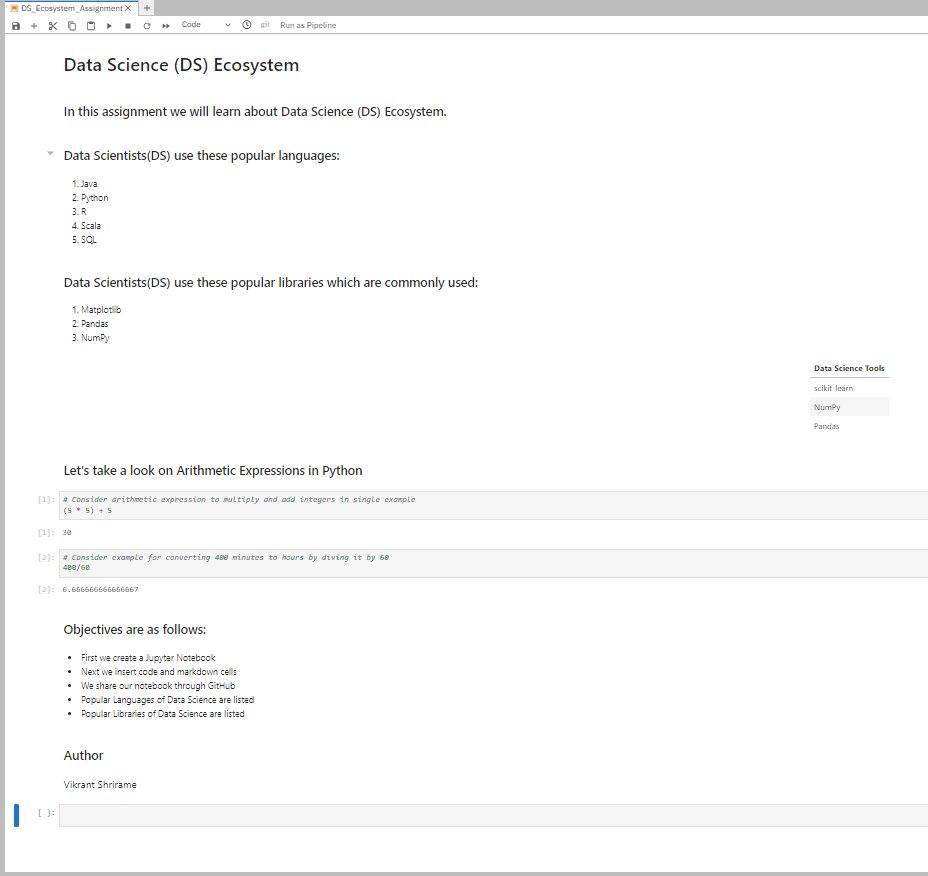 DS_Ecosystem_Assignment
Code git Run as Pipeline
Data Science (DS) Ecosystem
In this assignment we will learn about Data Science (DS) Ecosystem.
Data Scientists(DS) use these popular languages:
1. Java
2. Python
3. R
4. Scala
5. SQL
Data Scientists(DS) use these popular libraries which are commonly used:
1. Matplotlib
2. Pandas
3. NumPy
Data Science Tools
scikit-learn
NumPy
Pandas
Let's take a look on Arithmetic Expressions in Python
[1]: # Consider arithmetic expression to multiply and add integers in single example
(5 * 5) + 5
[1]: 30
[2]: # Consider example for converting 400 minutes to hours by diving it by 60
400/60
[2]: 6.666666666666667
Objectives are as follows:
• First we create a Jupyter Notebook
• Next we insert code and markdown cells
• We share our notebook through GitHub
• Popular Languages of Data Science are listed
• Popular Libraries of Data Science are listed
Author
Vikrant Shrirame
[ ]: